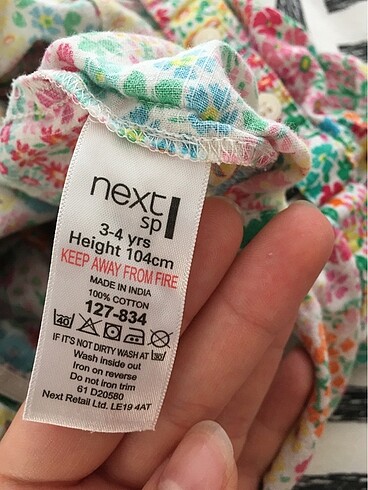 next
sp
3-4 yrs
Height 104cm
KEEP AWAY FROM FIRE
MADE IN INDIA
100% COTTON
127-834
40
IF IT'S NOT DIRTY WASH AT 30
Wash inside out
Iron on reverse
Do not iron trim
61 D20580
Next Retail Ltd. LE19 4AT